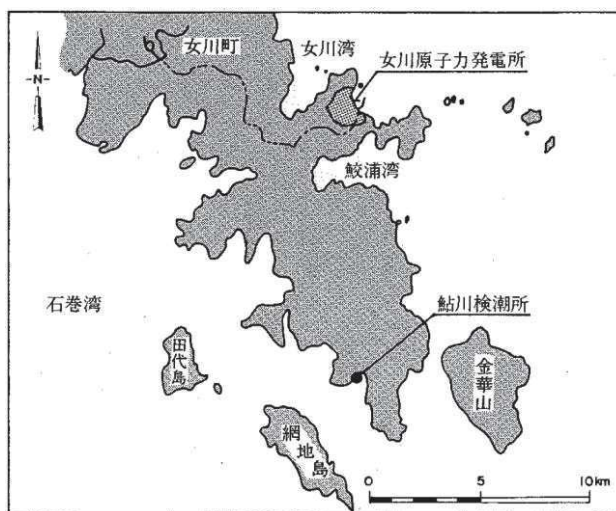 女川町
女川湾
女川原子力発電所
-N-
鮫浦湾
石巻湾
鮎川検潮所
田代島
金華山
網地島
0
5
10km